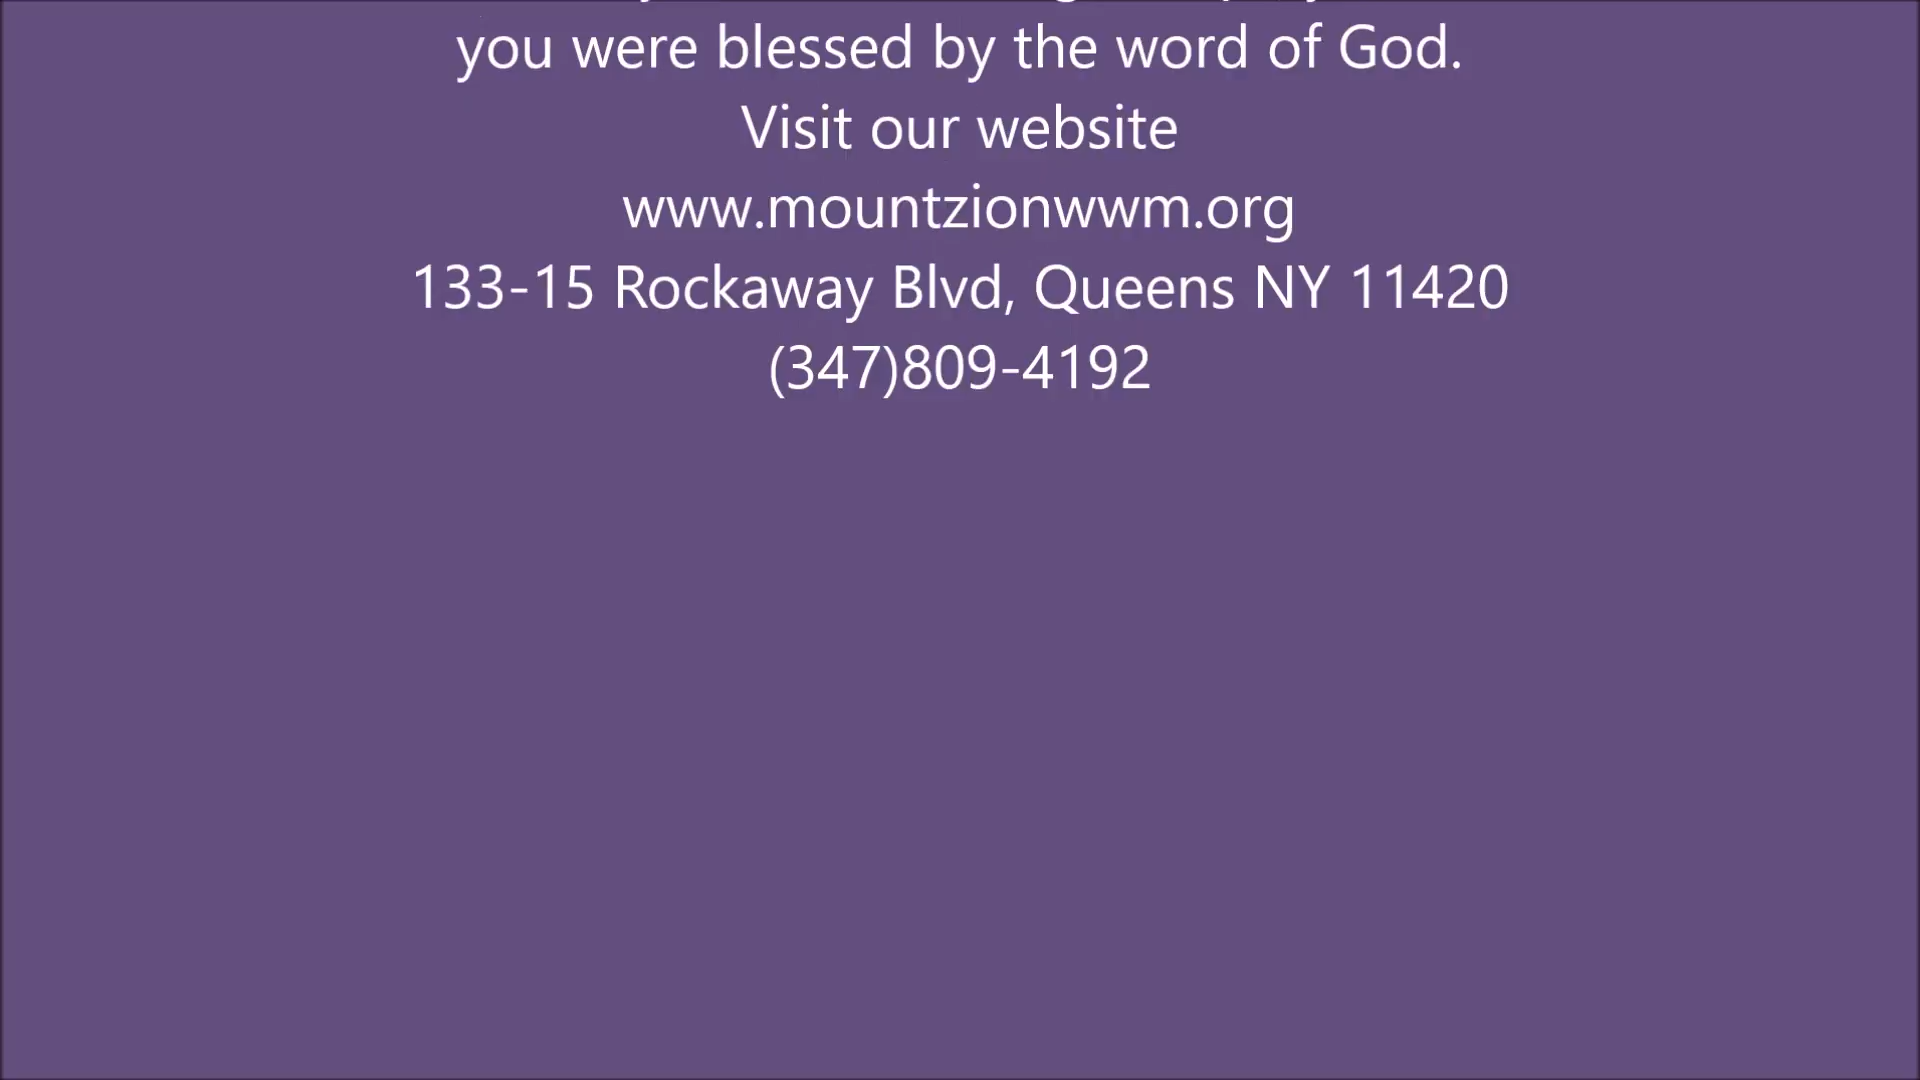 you were blessed by the word of God.
Visit our website
www.mountzionwwm.org
133-15 Rockaway Blvd, Queens NY 11420
(347)809-4192